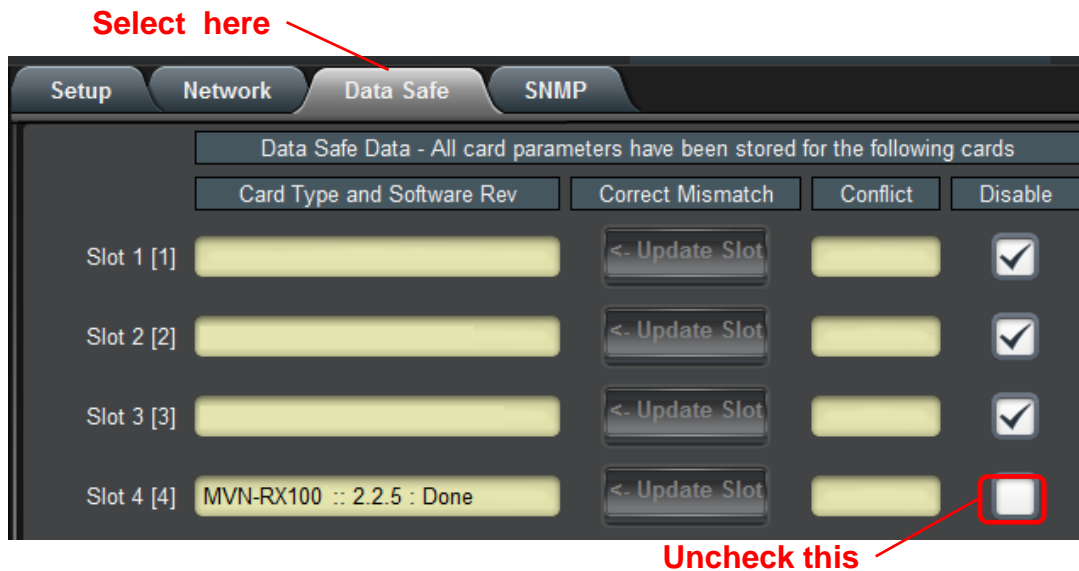 Select here
Setup Network Data Safe SNMP
Data Safe Data - All card parameters have been stored for the following cards
Card Type and Software Rev Correct Mismatch Conflict Disable
Slot 1 [1] <- Update Slot
Slot 2 [2] <- Update Slot
Slot 3 [3] <- Update Slot
Slot 4 [4] MVN-RX100 :: 2.2.5 : Done <- Update Slot
Uncheck this